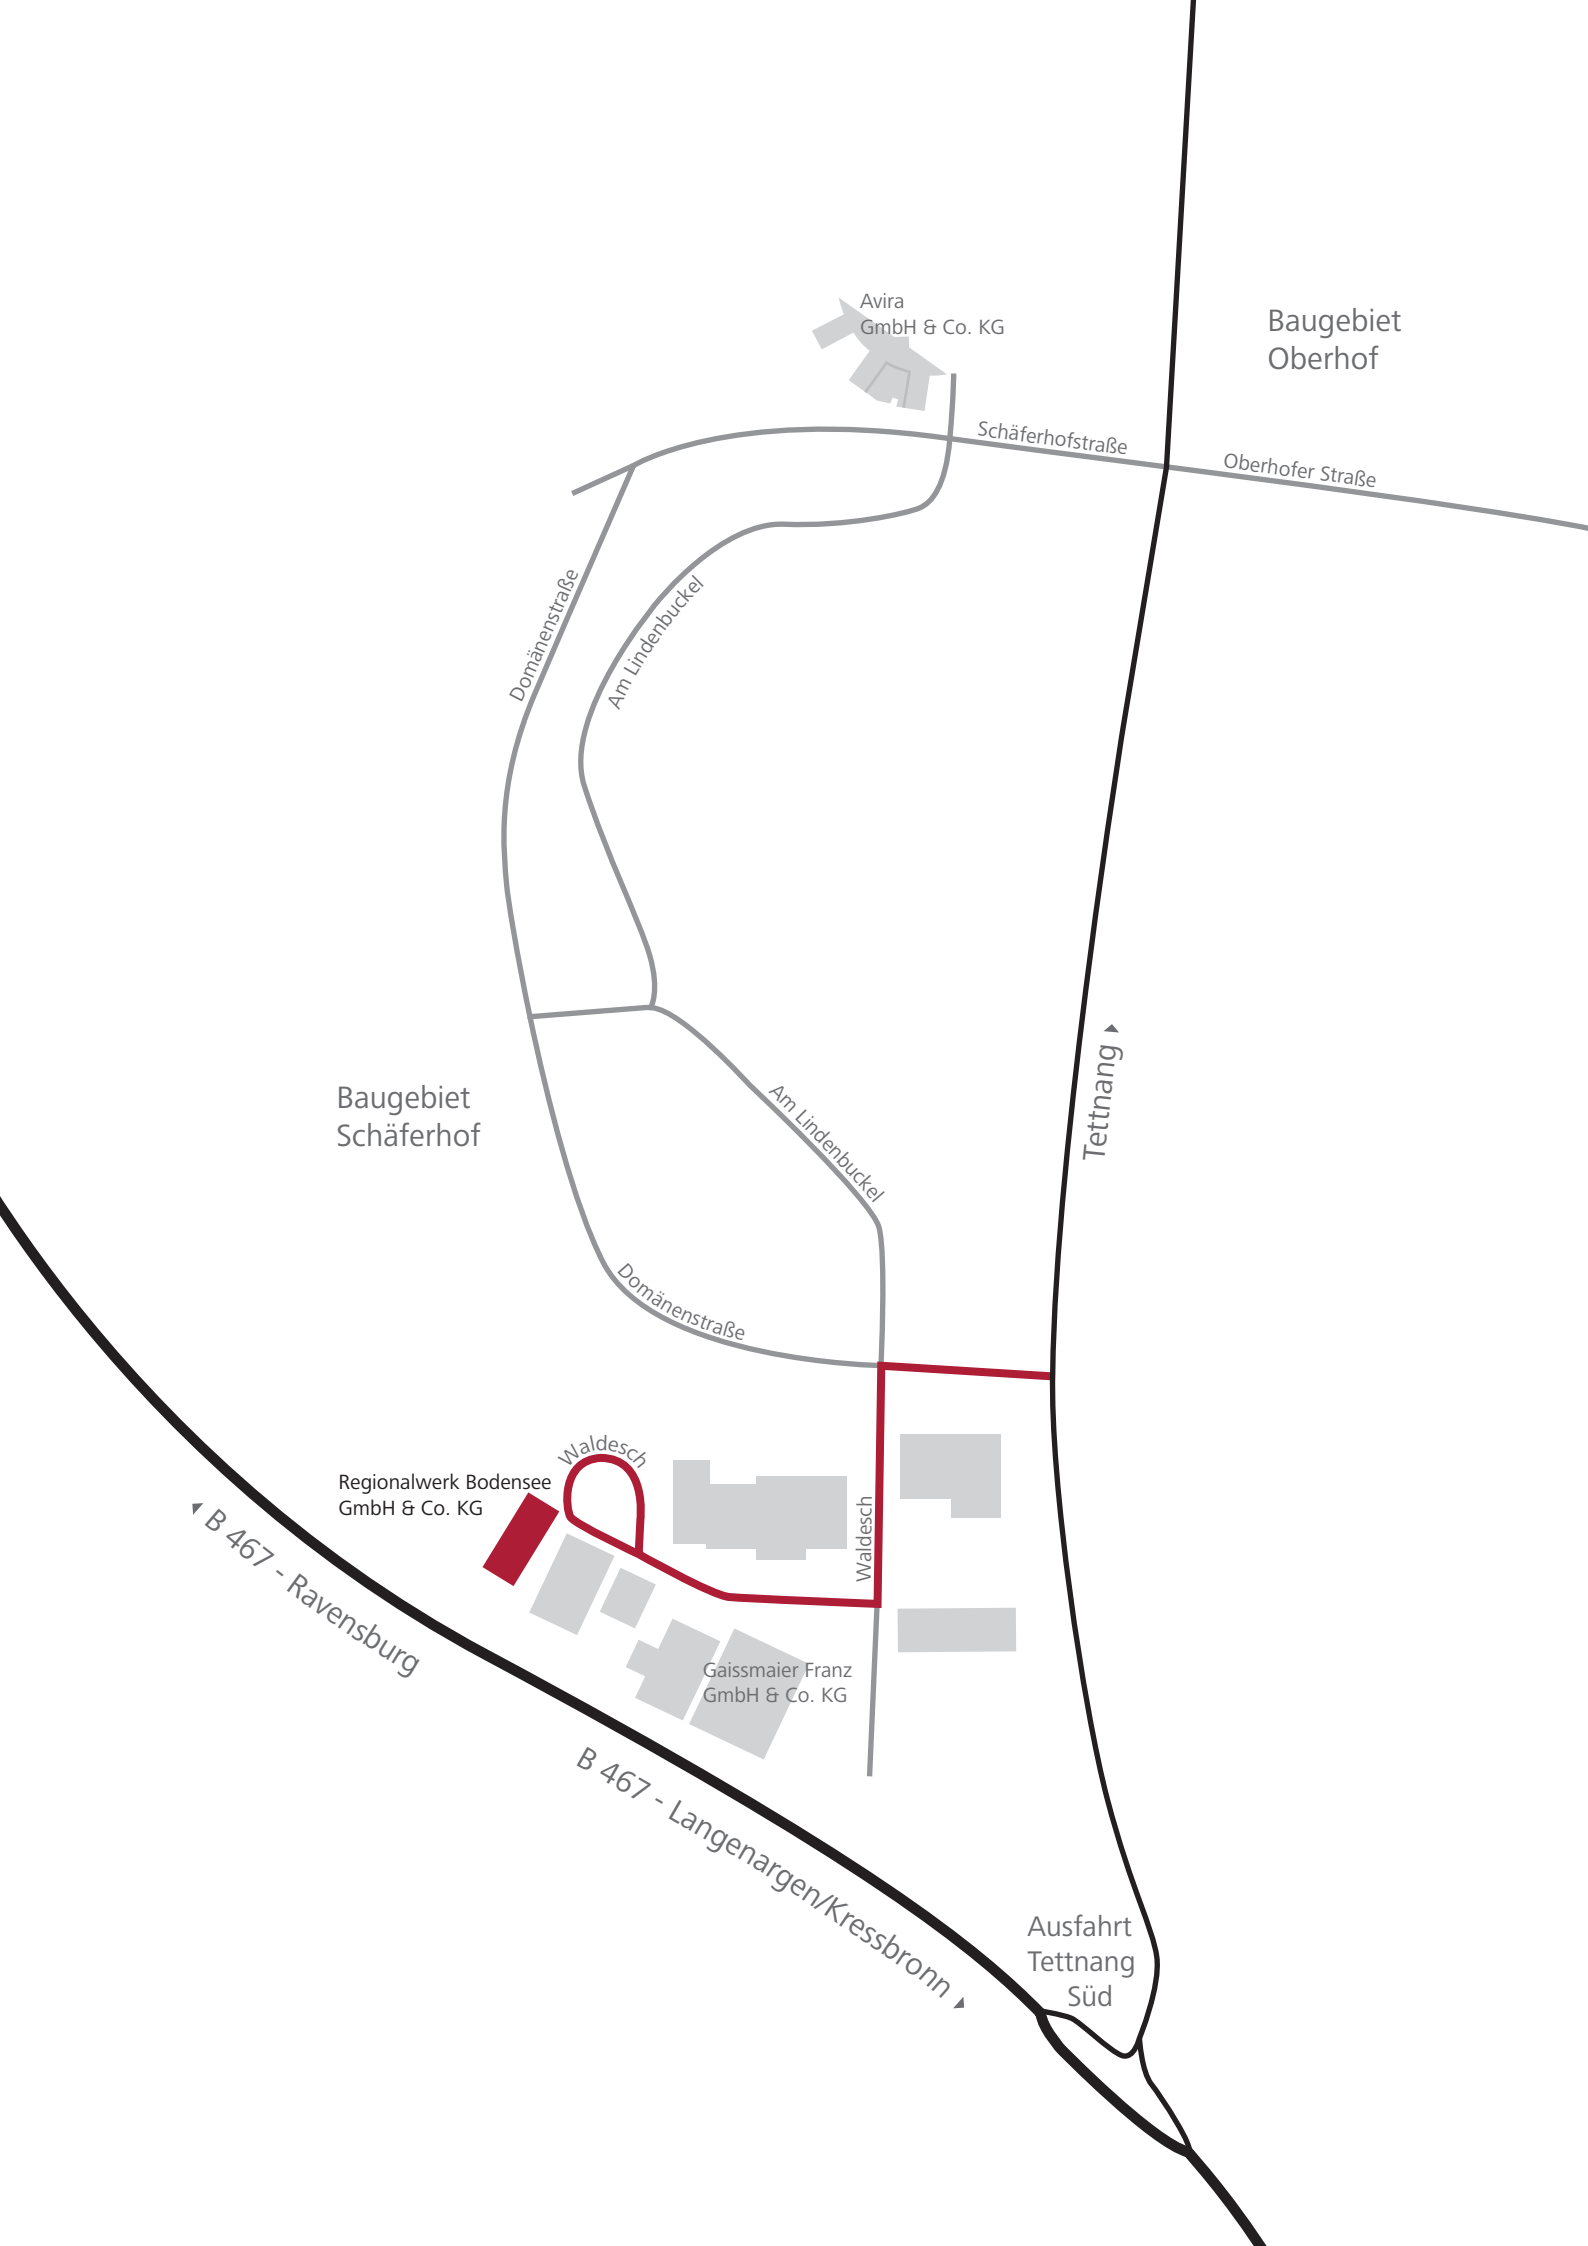 Avira
GmbH & Co. KG
Baugebiet
Oberhof
Schäferhofstraße
Oberhofer Straße
Domänenstraße
Am Lindenbuckel
Tettnang
Baugebiet
Schäferhof
Am Lindenbuckel
Domänenstraße
Waldesch
Regionalwerk Bodensee
GmbH & Co. KG
Waldesch
B 467 - Ravensburg
Gaissmaier Franz
GmbH & Co. KG
B 467 - Langenargen/Kressbronn
Ausfahrt
Tettnang
Süd